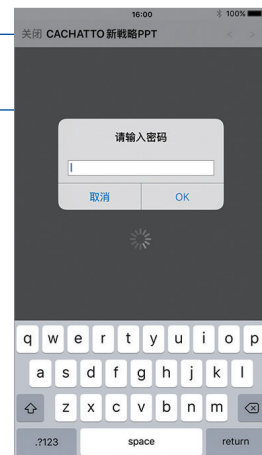 16:00 100%
关闭 CACHATTO 新戦略PPT < >
请输入密码
取消 OK
q w e r t y u i o p
a s d f g h j k l
z x c v b n m
.?123 space return